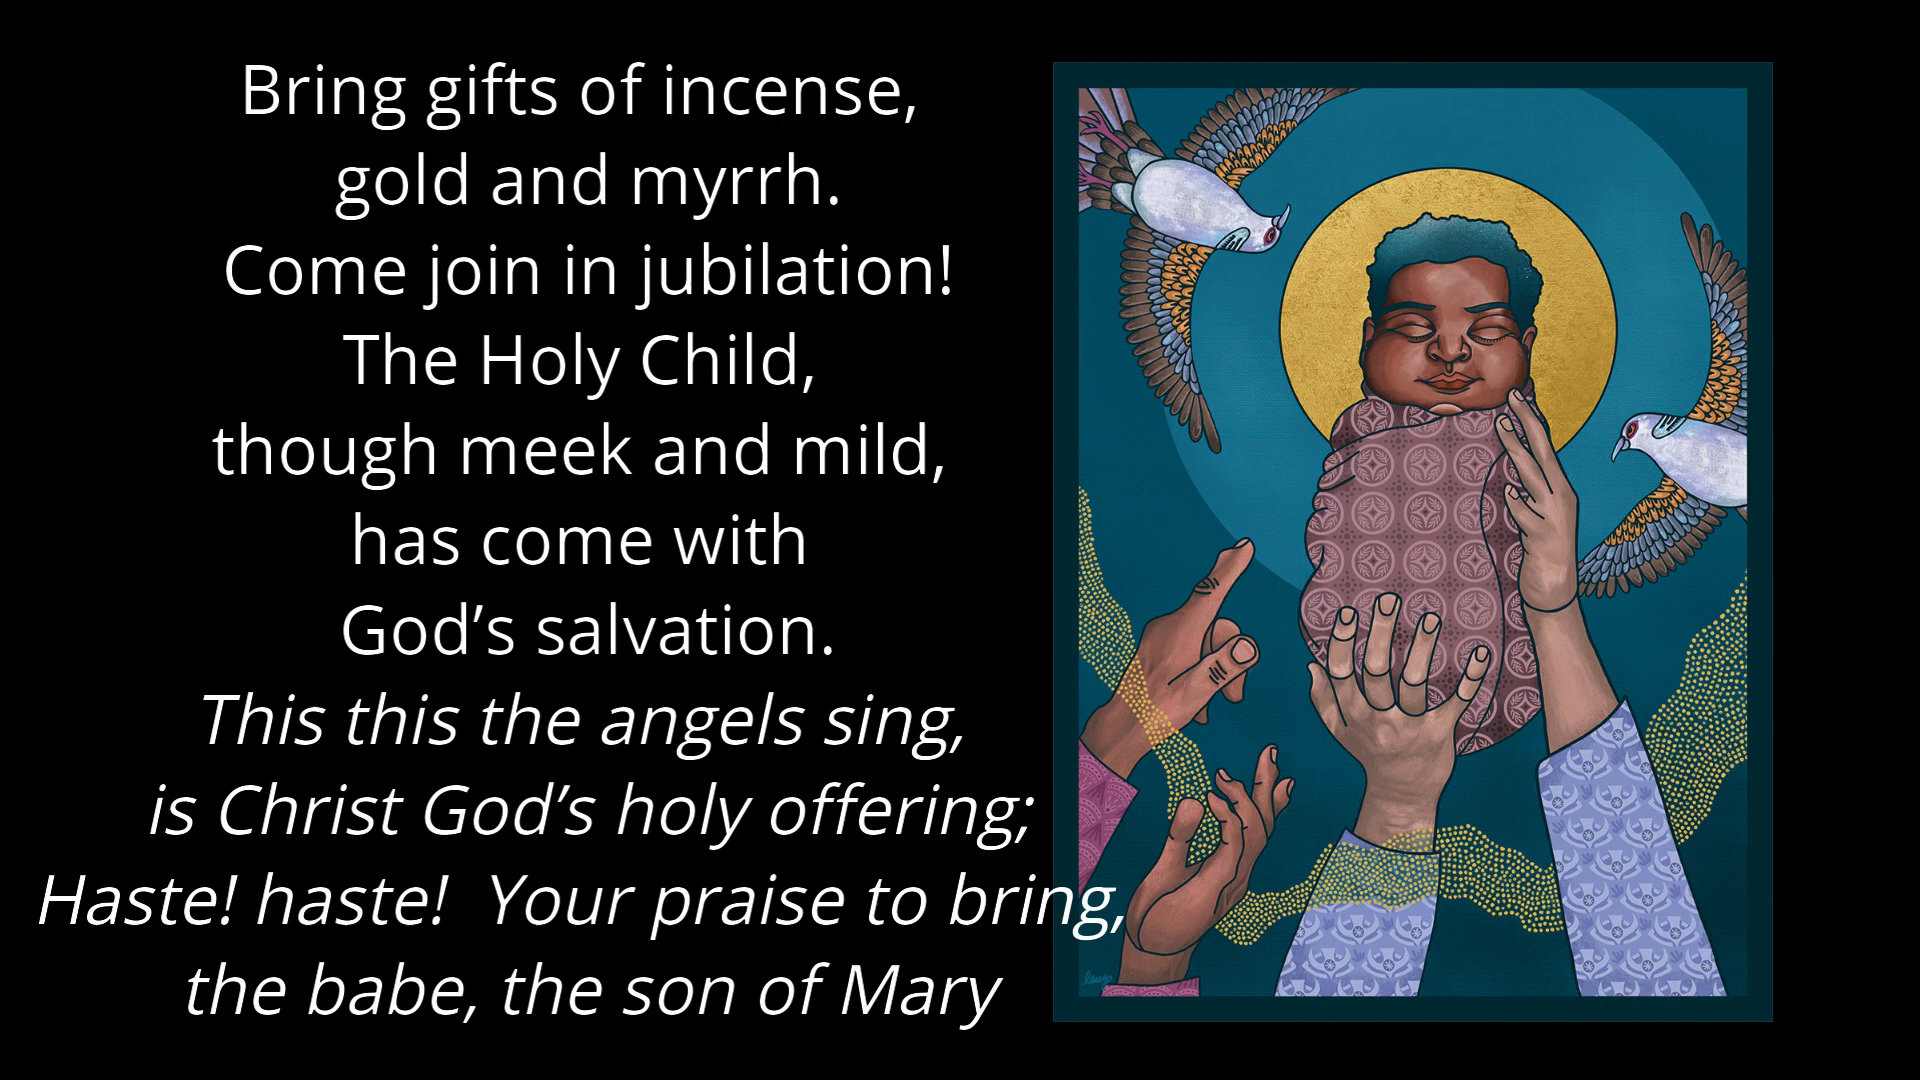 Bring gifts of incense,
gold and myrrh.
Come join in jubilation!
The Holy Child,
though meek and mild,
has come with
God’s salvation.
This this the angels sing,
is Christ God’s holy offering;
Haste! haste!  Your praise to bring,
the babe, the son of Mary